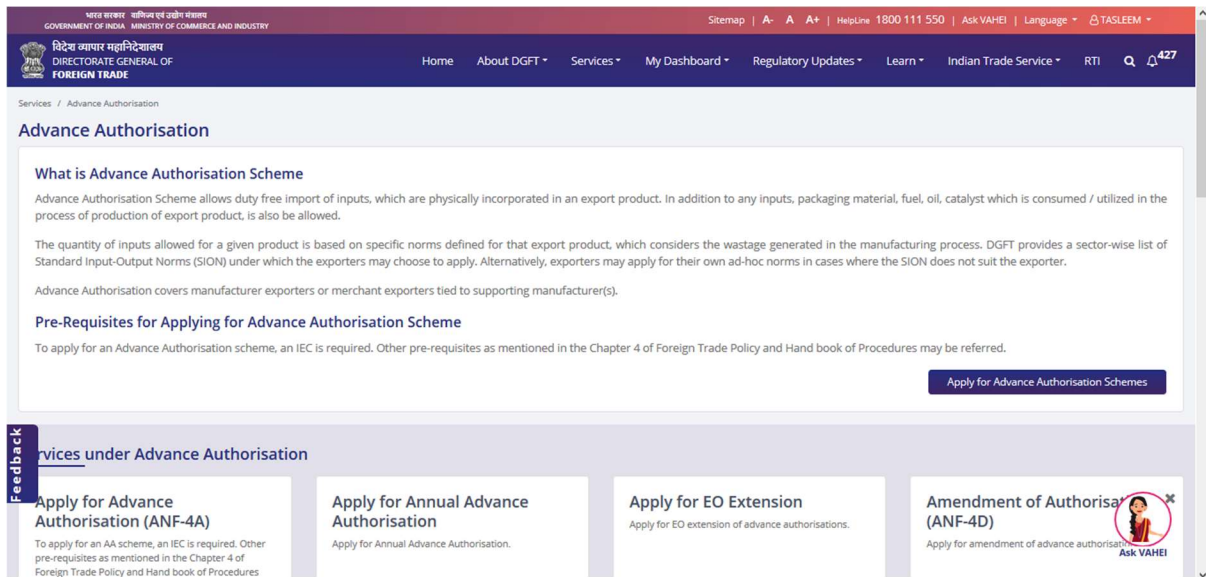 भारत सरकार वाणिज्य एवं उद्योग मंत्रालय
GOVERNMENT OF INDIA MINISTRY OF COMMERCE AND INDUSTRY
Sitemap | A- A A+ | HelpLine 1800 111 550 | Ask VAHEI | Language TASLEEM
विदेश व्यापार महानिदेशालय
DIRECTORATE GENERAL OF
FOREIGN TRADE
Home About DGFT Services My Dashboard Regulatory Updates Learn Indian Trade Service RTI 427
Services / Advance Authorisation
Advance Authorisation
What is Advance Authorisation Scheme
Advance Authorisation Scheme allows duty free import of inputs, which are physically incorporated in an export product. In addition to any inputs, packaging material, fuel, oil, catalyst which is consumed / utilized in the
process of production of export product, is also be allowed.
The quantity of inputs allowed for a given product is based on specific norms defined for that export product, which considers the wastage generated in the manufacturing process. DGFT provides a sector-wise list of
Standard Input-Output Norms (SION) under which the exporters may choose to apply. Alternatively, exporters may apply for their own ad-hoc norms in cases where the SION does not suit the exporter.
Advance Authorisation covers manufacturer exporters or merchant exporters tied to supporting manufacturer(s).
Pre-Requisites for Applying for Advance Authorisation Scheme
To apply for an Advance Authorisation scheme, an IEC is required. Other pre-requisites as mentioned in the Chapter 4 of Foreign Trade Policy and Hand book of Procedures may be referred.
Apply for Advance Authorisation Schemes
Feedback
rvices under Advance Authorisation
Apply for Advance
Authorisation (ANF-4A)
To apply for an AA scheme, an IEC is required. Other
pre-requisites as mentioned in the Chapter 4 of
Foreign Trade Policy and Hand book of Procedures
Apply for Annual Advance
Authorisation
Apply for Annual Advance Authorisation.
Apply for EO Extension
Apply for EO extension of advance authorisations.
Amendment of Authorisa
(ANF-4D)
Apply for amendment of advance authorisati
Ask VAHEI